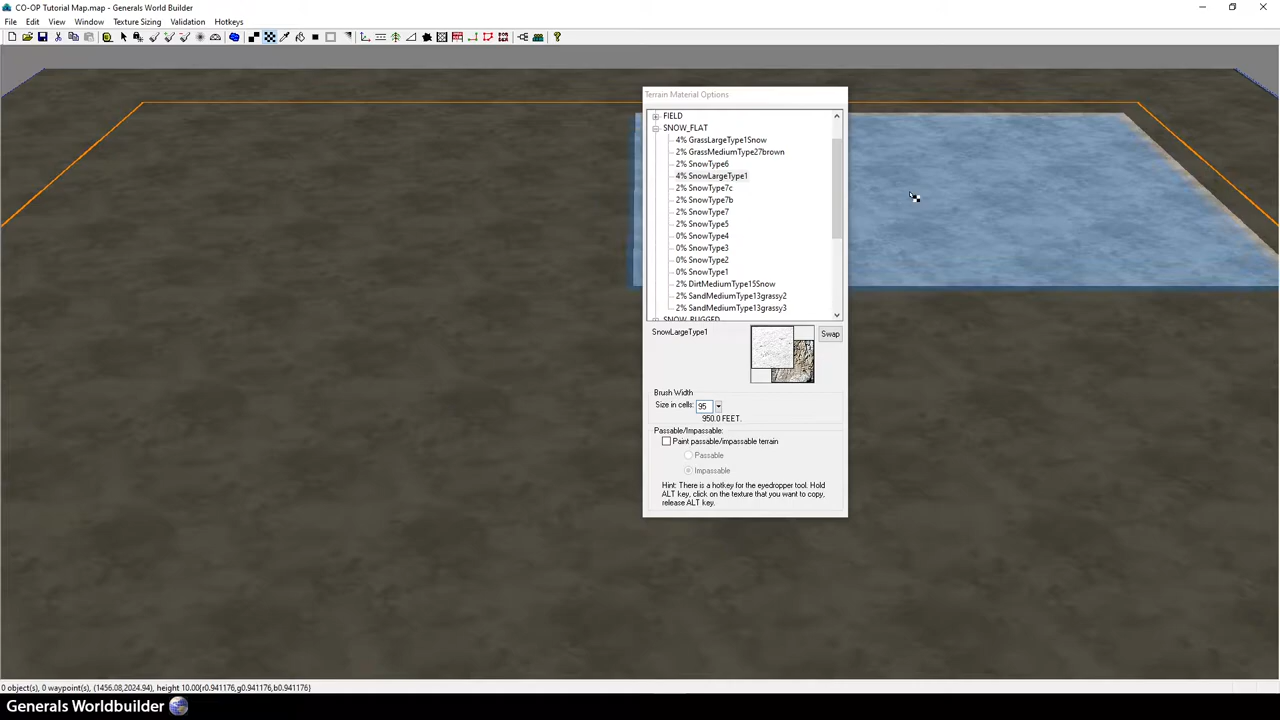 CO-OP Tutorial Map.map - Generals World Builder
File Edit View Window Texture Sizing Validation Hotkeys
Terrain Material Options
FIELD
SNOW_FLAT
4% GrassLargeType1Snow
2% GrassMediumType27brown
2% SnowType6
4% SnowLargeType1
2% SnowType7c
2% SnowType7b
2% SnowType7
2% SnowType5
0% SnowType4
0% SnowType3
0% SnowType2
0% SnowType1
2% DirtMediumType15Snow
2% SandMediumType13grassy2
2% SandMediumType13grassy3
SNOW_RUGGED
SnowLargeType1
Swap
Brush Width
Size in cells: 95
950.0 FEET.
Passable/Impassable:
Paint passable/impassable terrain
Passable
Impassable
Hint: There is a hotkey for the eyedropper tool. Hold
ALT key, click on the texture that you want to copy,
release ALT key.
0 object(s), 0 waypoint(s), (1456.08,2024.94), height 10.00{r0.941176,g0.941176,b0.941176}
Generals Worldbuilder